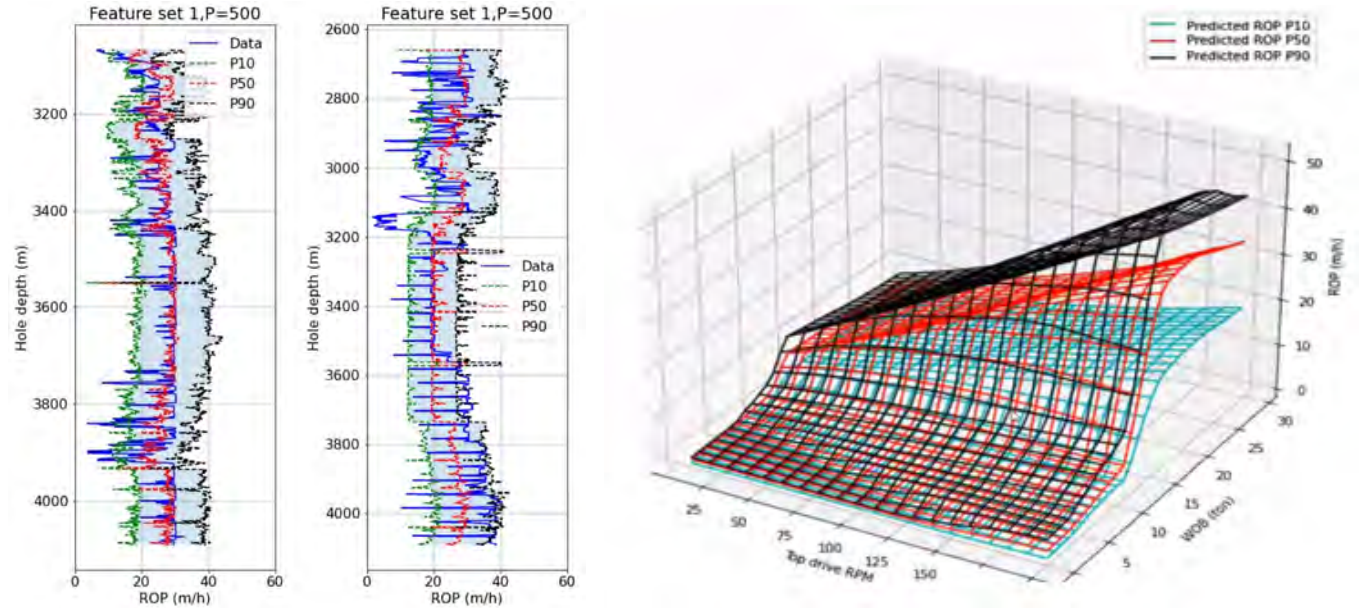 Feature set 1,P=500
Data
P10
P50
P90
3200
3400
3600
3800
4000
Hole depth (m)
0 20 40 60
ROP (m/h)
Feature set 1,P=500
2600
2800
3000
3200
3400
3600
3800
4000
Hole depth (m)
Data
P10
P50
P90
0 20 40 60
ROP (m/h)
Predicted ROP P10
Predicted ROP P50
Predicted ROP P90
50
40
30
20
10
0
ROP (m/h)
30
25
20
15
10
5
WOB (ton)
25
50
75
100
125
150
Top drive RPM